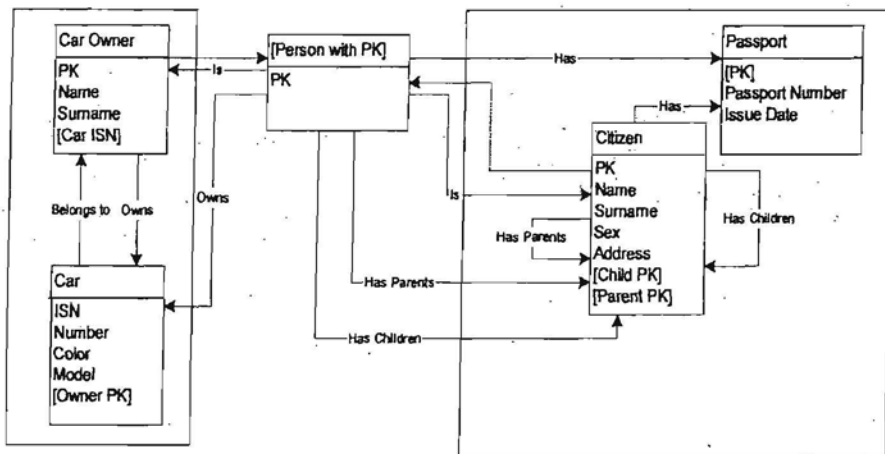 Car Owner
PK
Name
Surname
[Car ISN]
Is
[Person with PK]
PK
Has
Passport
[PK]
Passport Number
Issue Date
Has
Citizen
PK
Name
Surname
Sex
Address
[Child PK]
[Parent PK]
Is
Has Parents
Has Children
Belongs to
Owns
Owns
Car
ISN
Number
Color
Model
[Owner PK]
Has Parents
Has Children